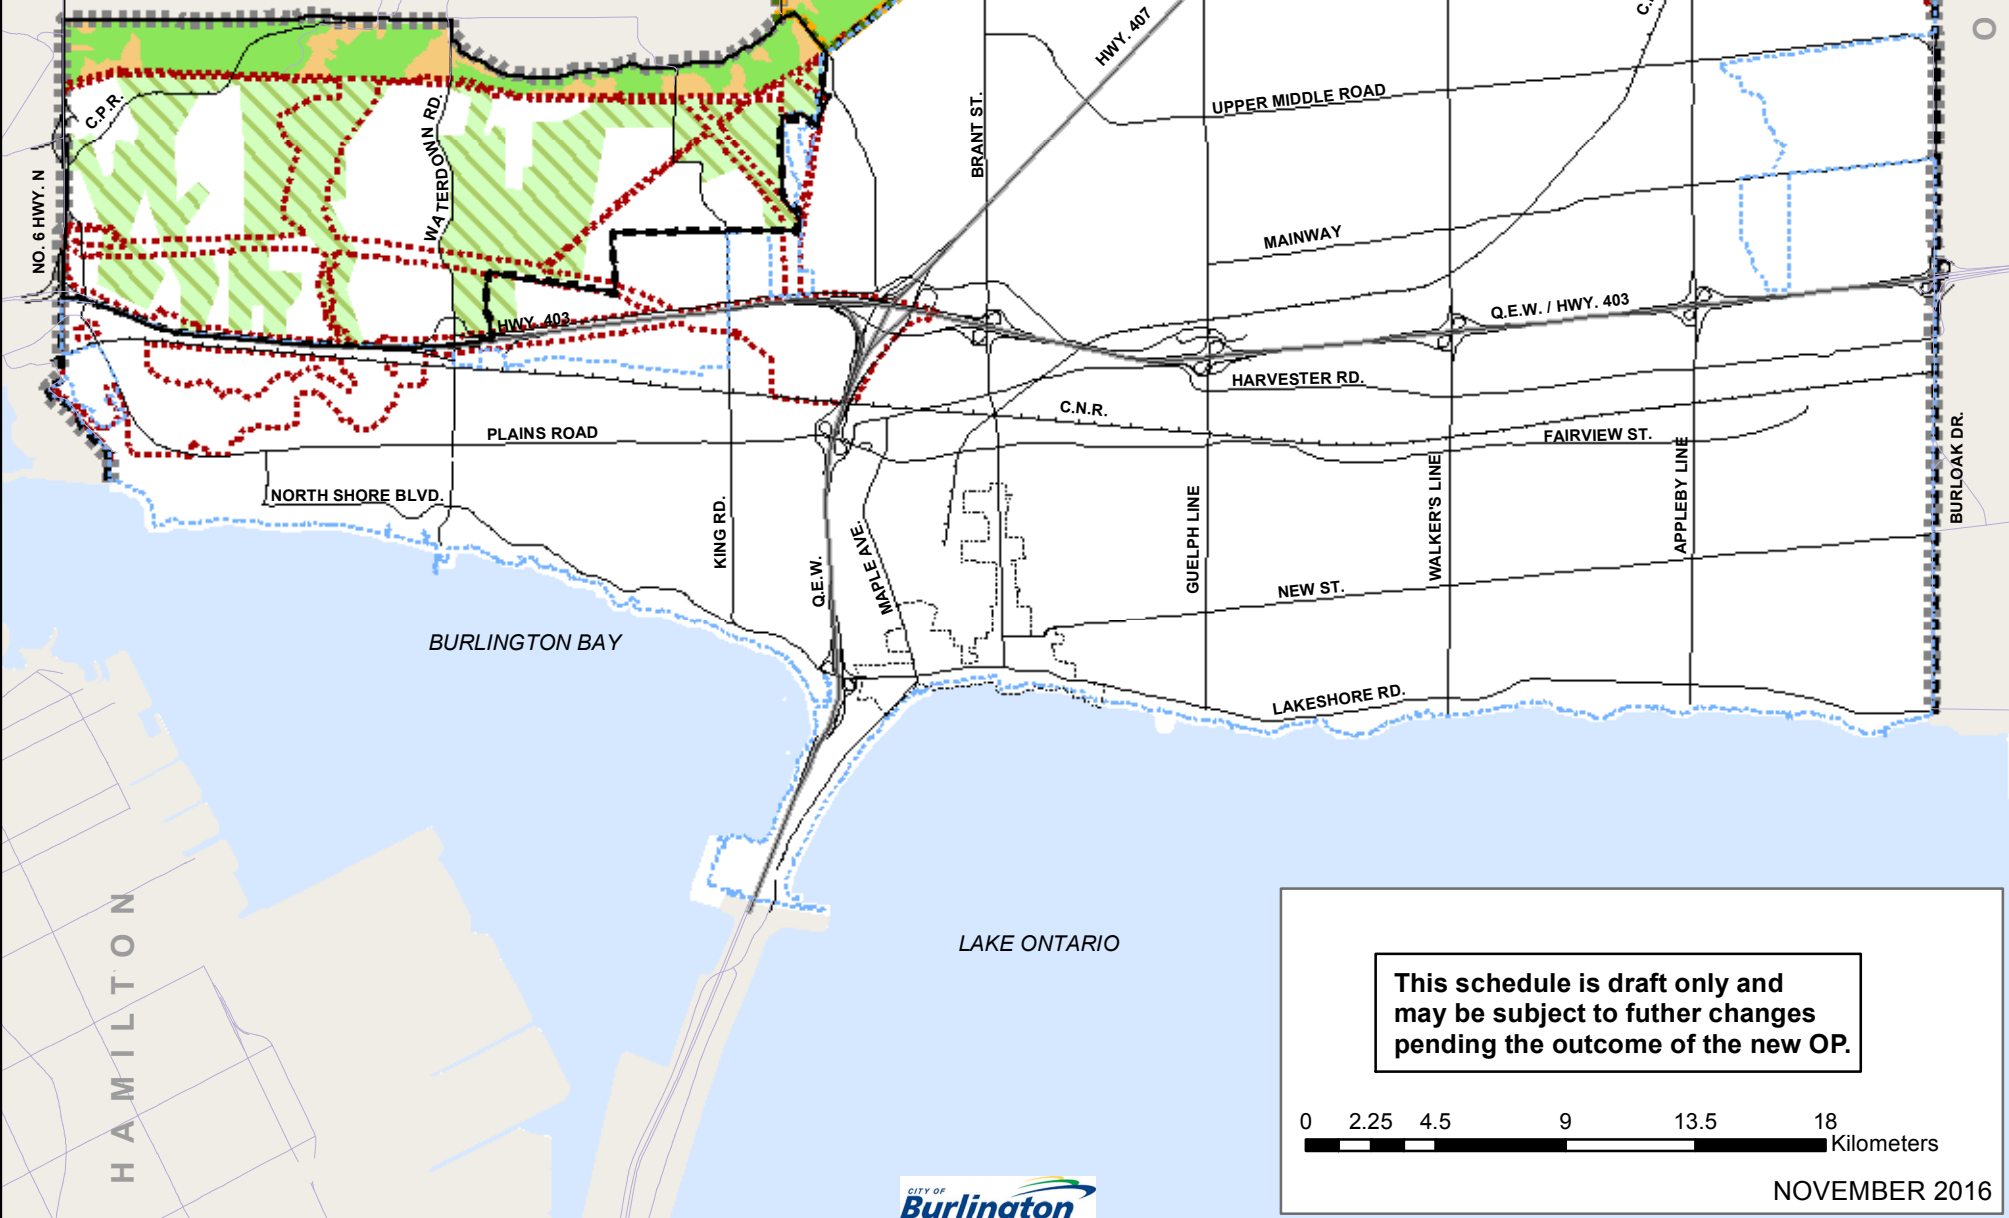 HWY. 407
C.
O
C.P.R.
WATERDOWN RD.
BRANT ST.
UPPER MIDDLE ROAD
NO. 6 HWY. N
MAINWAY
HWY. 403
Q.E.W. / HWY. 403
HARVESTER RD.
C.N.R.
PLAINS ROAD
FAIRVIEW ST.
NORTH SHORE BLVD.
KING RD.
Q.E.W.
MAPLE AVE.
GUELPH LINE
WALKER'S LINE
APPLEBY LINE
BURLOAK DR.
NEW ST.
BURLINGTON BAY
LAKESHORE RD.
HAMILTON
LAKE ONTARIO
This schedule is draft only and
may be subject to futher changes
pending the outcome of the new OP.
0 2.25 4.5 9 13.5 18
Kilometers
NOVEMBER 2016
CITY OF
Burlington